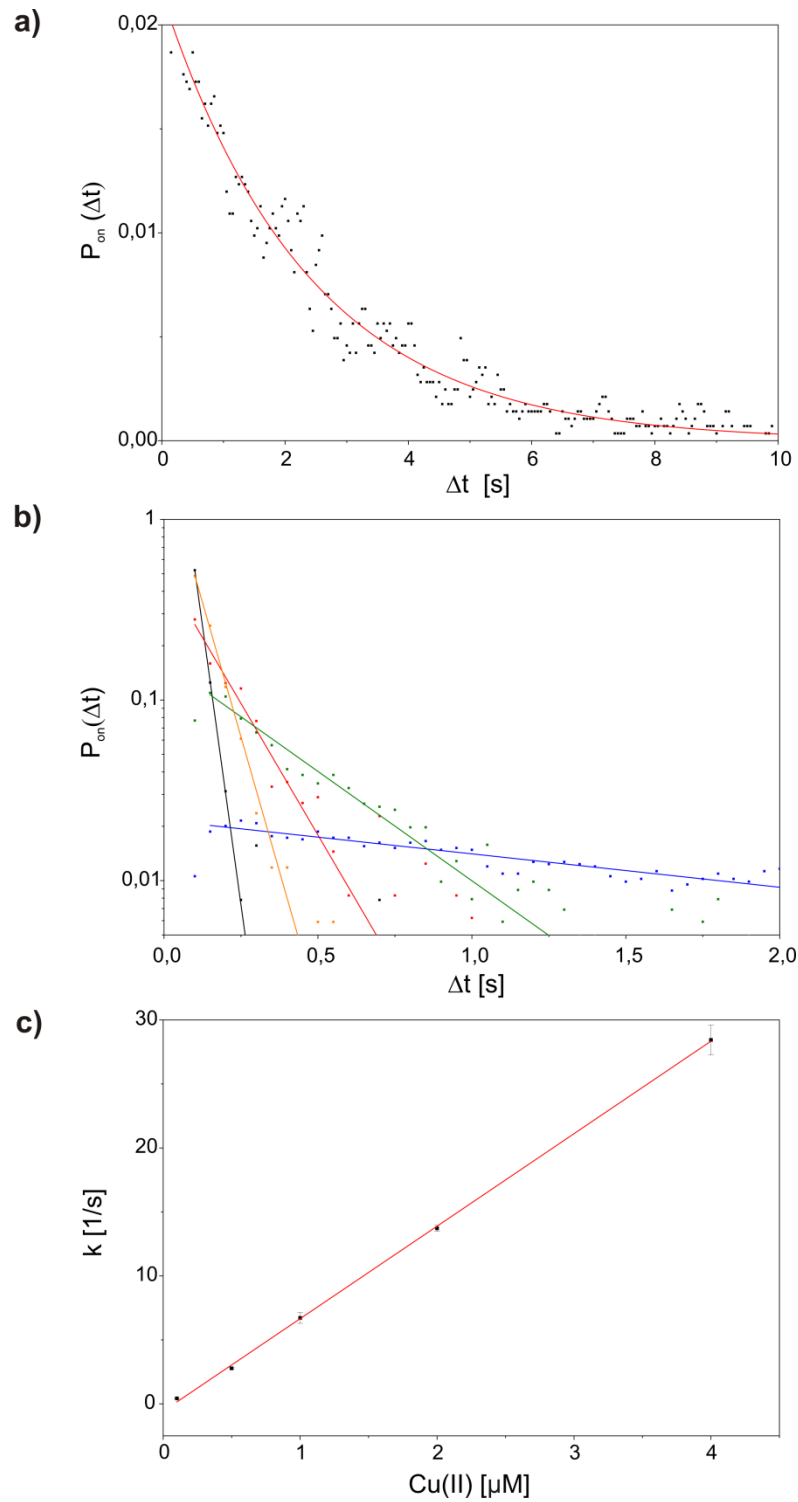 a)
0,02
0,01
0,00
P_on (Δt)
0 2 4 6 8 10
Δt [s]
b)
1
0,1
0,01
P_on(Δt)
0,0 0,5 1,0 1,5 2,0
Δt [s]
c)
30
20
10
0
k [1/s]
0 1 2 3 4
Cu(II) [µM]